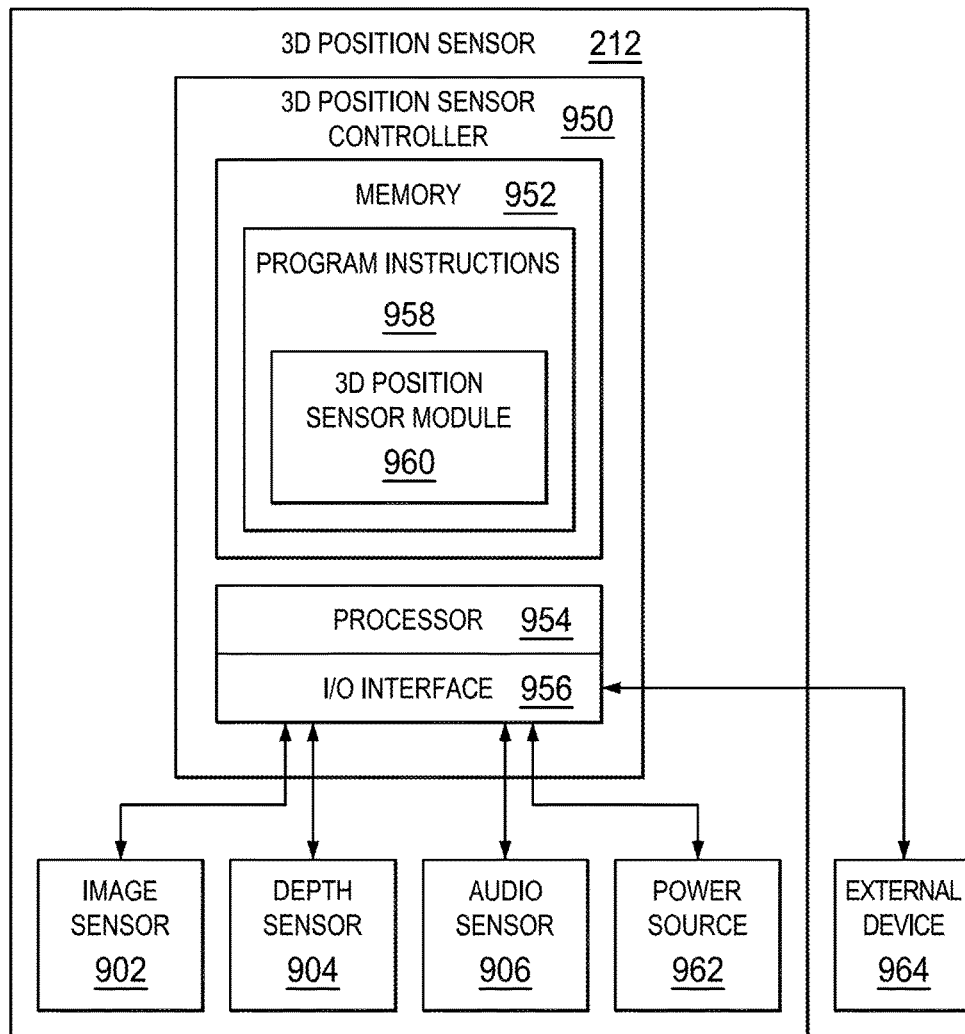 3D POSITION SENSOR 212
3D POSITION SENSOR
CONTROLLER 950
MEMORY 952
PROGRAM INSTRUCTIONS
958
3D POSITION
SENSOR MODULE
960
PROCESSOR 954
I/O INTERFACE 956
IMAGE
SENSOR
902
DEPTH
SENSOR
904
AUDIO
SENSOR
906
POWER
SOURCE
962
EXTERNAL
DEVICE
964